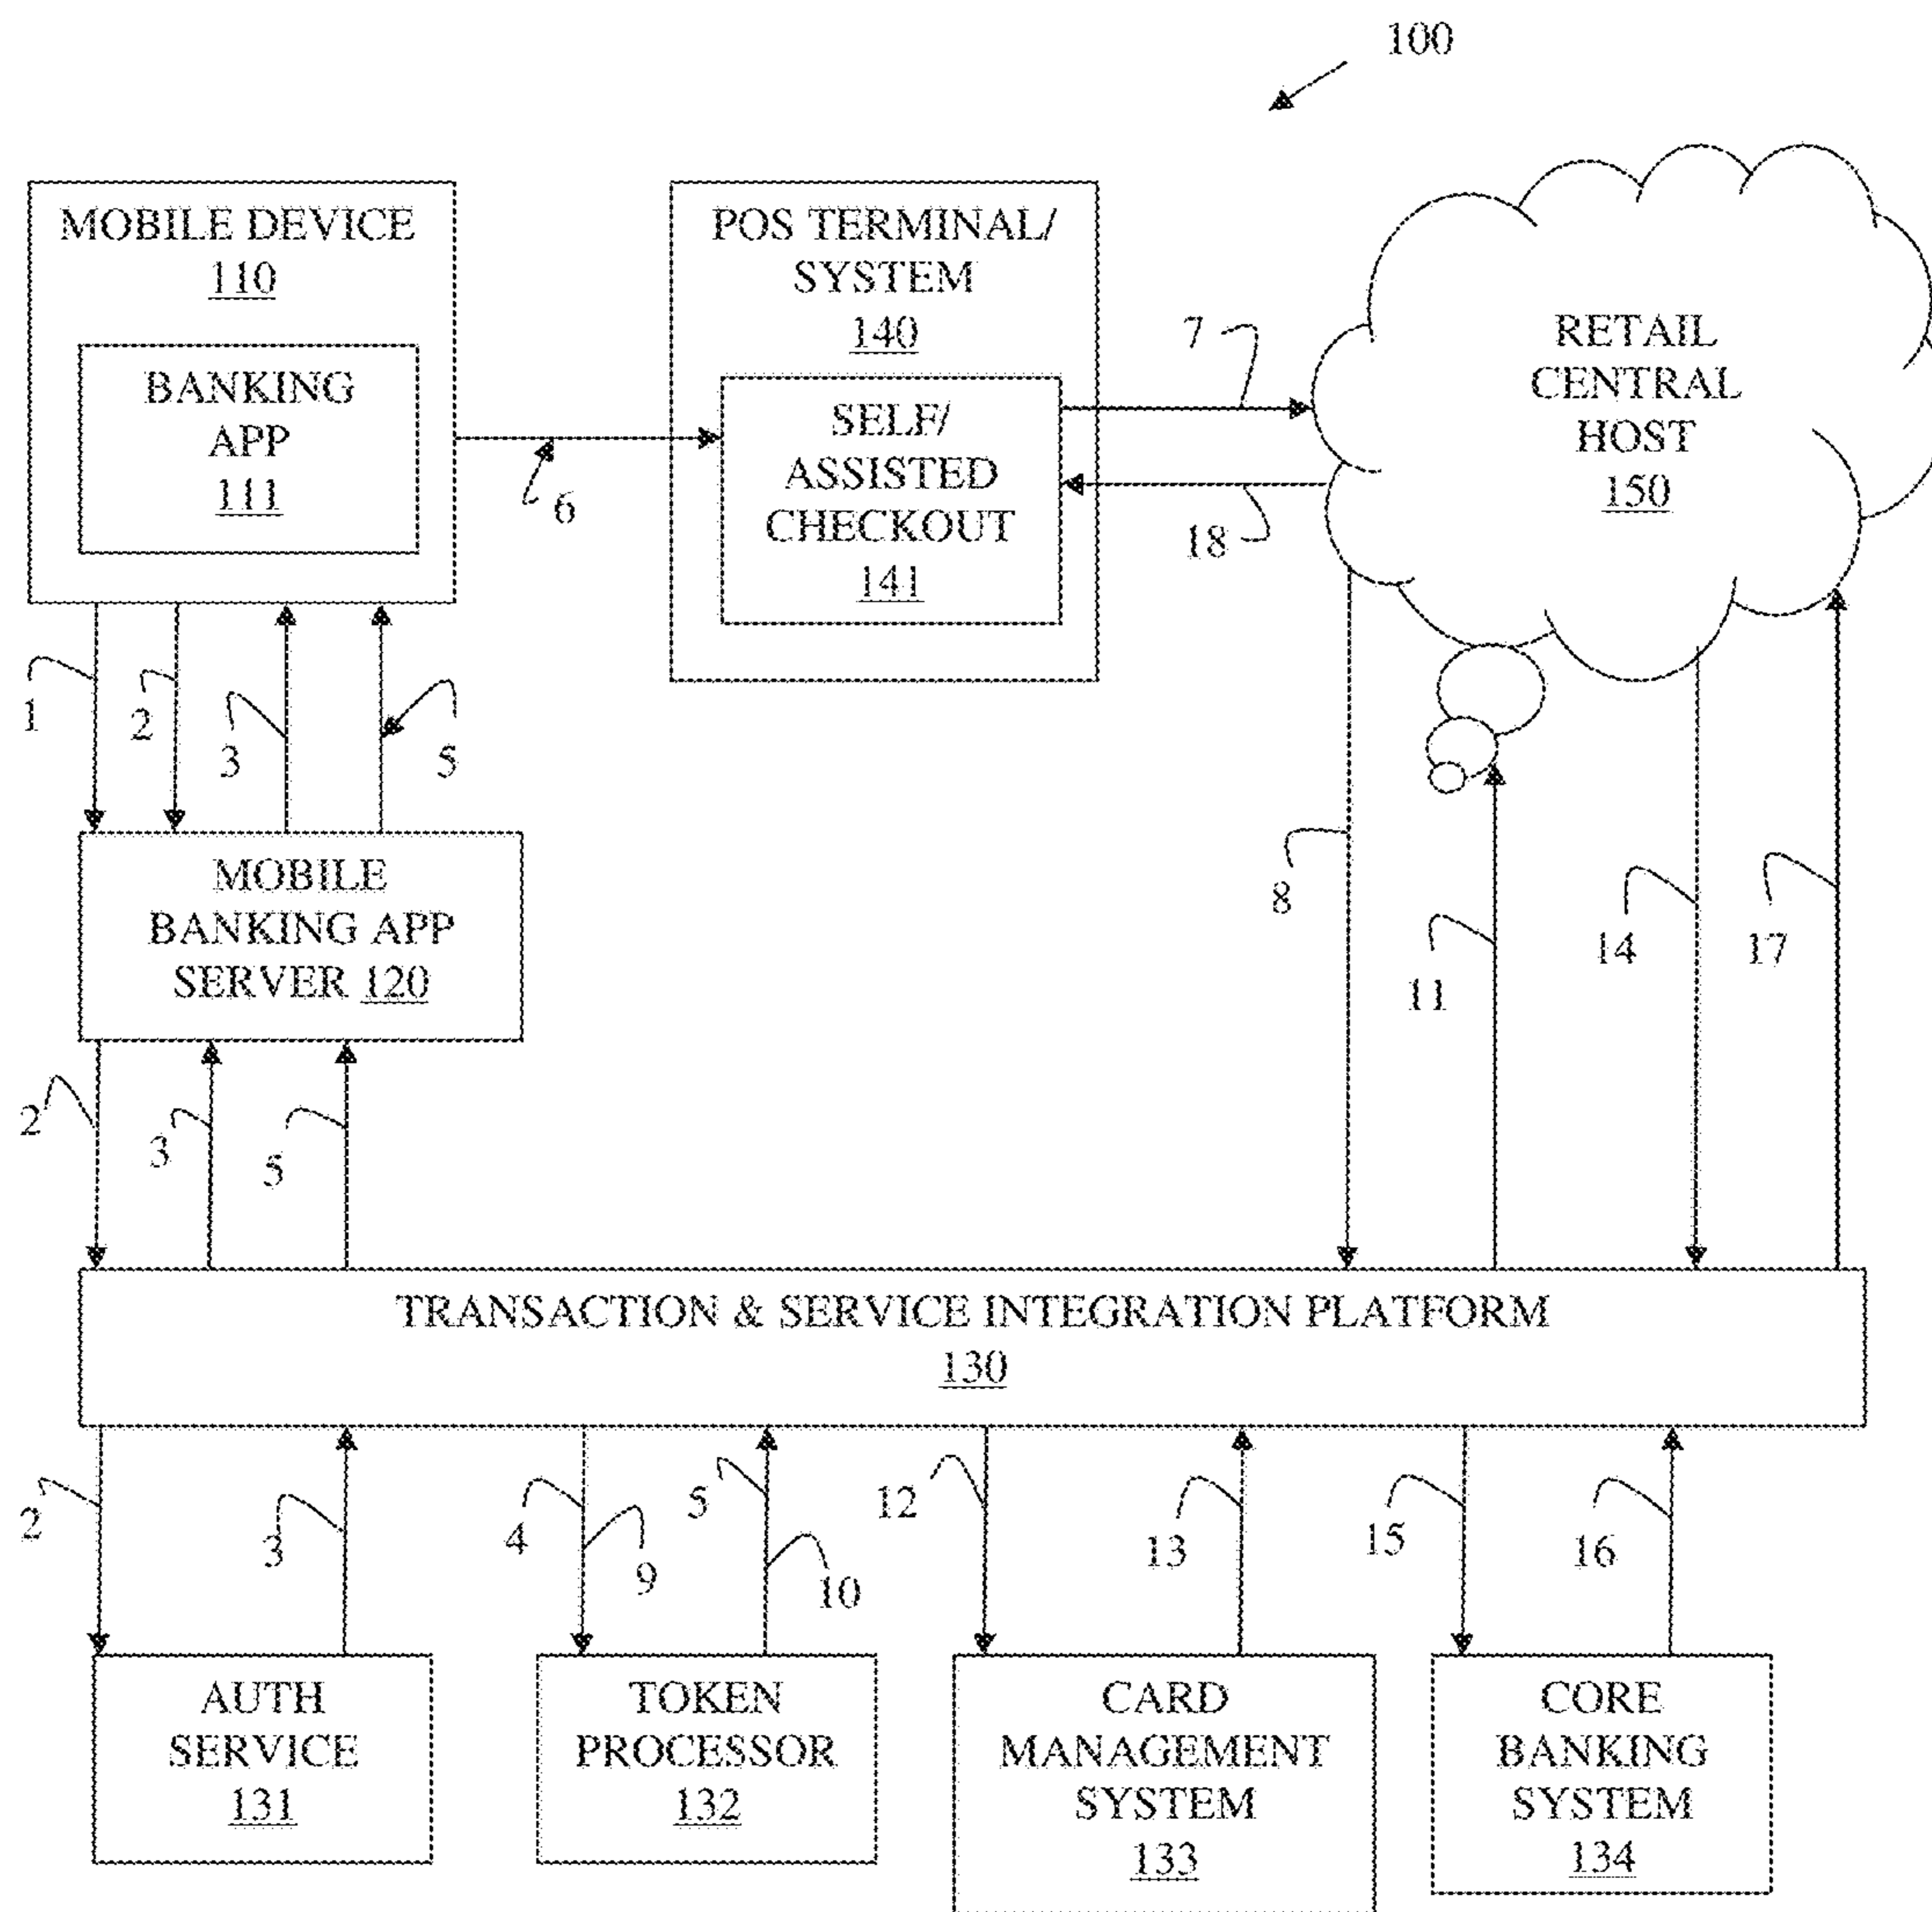 100
MOBILE DEVICE
110
BANKING
APP
111
POS TERMINAL/
SYSTEM
140
SELF/
ASSISTED
CHECKOUT
141
RETAIL
CENTRAL
HOST
150
7
6
18
1
2
3
5
MOBILE
BANKING APP
SERVER 120
8
11
14
17
2
3
5
TRANSACTION & SERVICE INTEGRATION PLATFORM
130
2
3
4
9
5
10
12
13
15
16
AUTH
SERVICE
131
TOKEN
PROCESSOR
132
CARD
MANAGEMENT
SYSTEM
133
CORE
BANKING
SYSTEM
134